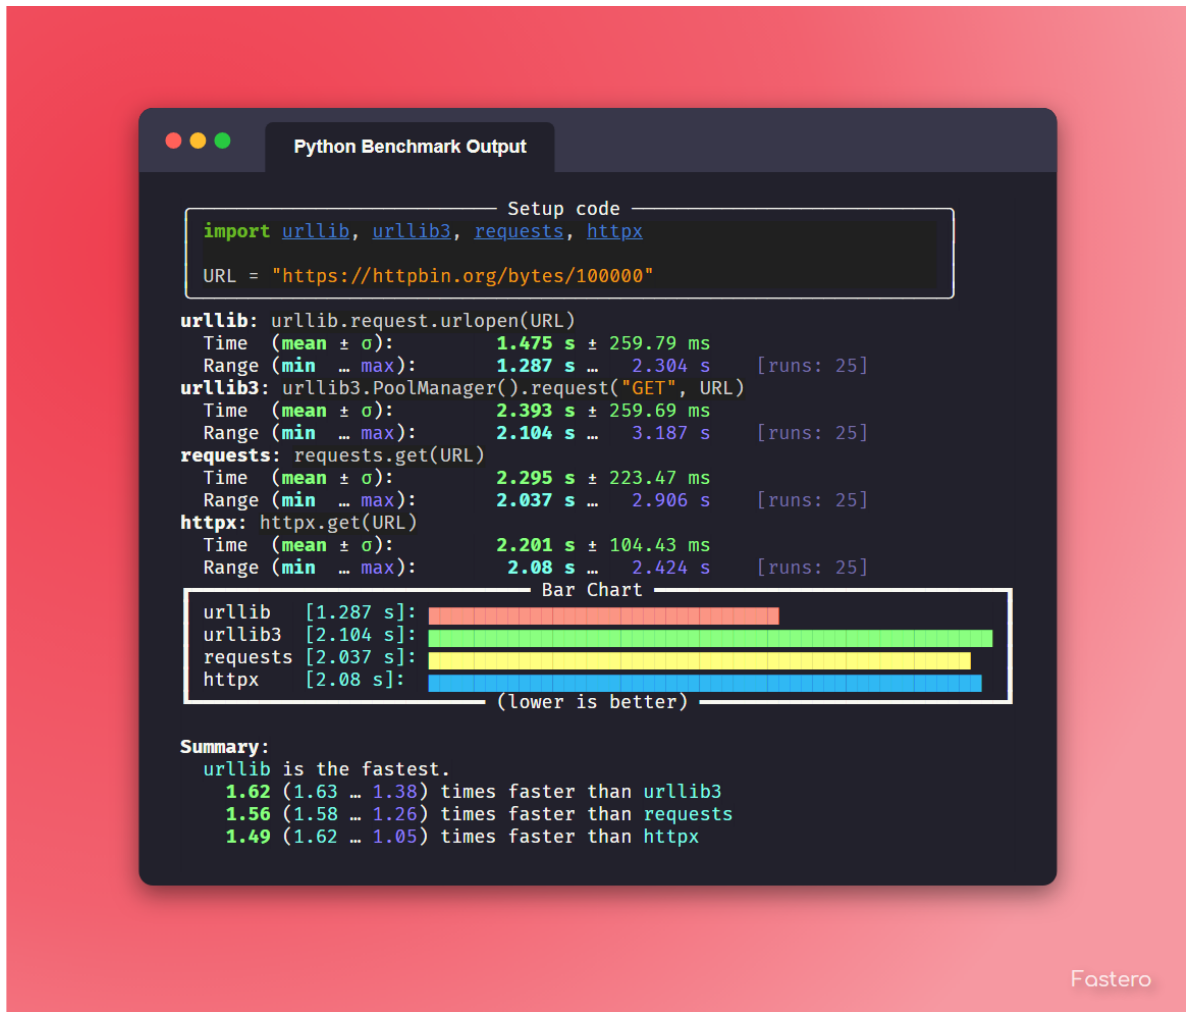 Python Benchmark Output
Setup code
import urllib, urllib3, requests, httpx
URL = "https://httpbin.org/bytes/100000"
urllib: urllib.request.urlopen(URL)
Time (mean ± σ): 1.475 s ± 259.79 ms
Range (min … max): 1.287 s … 2.304 s [runs: 25]
urllib3: urllib3.PoolManager().request("GET", URL)
Time (mean ± σ): 2.393 s ± 259.69 ms
Range (min … max): 2.104 s … 3.187 s [runs: 25]
requests: requests.get(URL)
Time (mean ± σ): 2.295 s ± 223.47 ms
Range (min … max): 2.037 s … 2.906 s [runs: 25]
httpx: httpx.get(URL)
Time (mean ± σ): 2.201 s ± 104.43 ms
Range (min … max): 2.08 s … 2.424 s [runs: 25]
Bar Chart
urllib [1.287 s]:
urllib3 [2.104 s]:
requests [2.037 s]:
httpx [2.08 s]:
(lower is better)
Summary:
urllib is the fastest.
1.62 (1.63 … 1.38) times faster than urllib3
1.56 (1.58 … 1.26) times faster than requests
1.49 (1.62 … 1.05) times faster than httpx
Fastero